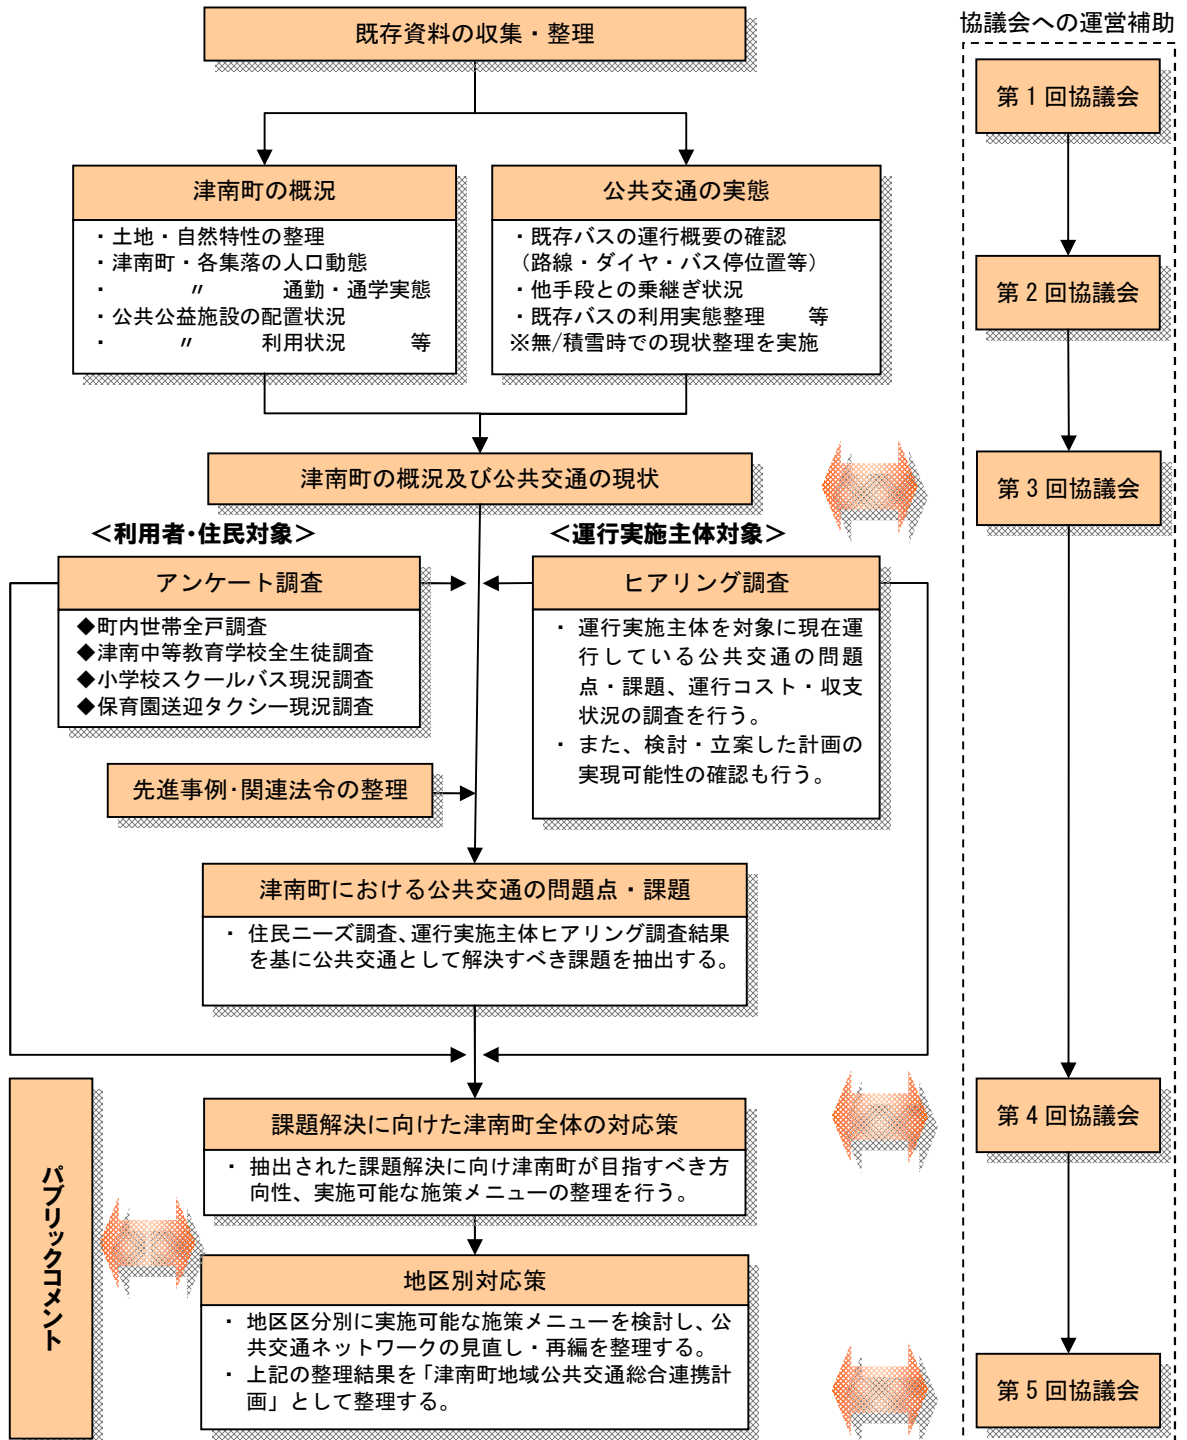 既存資料の収集・整理
津南町の概況
・土地・自然特性の整理
・津南町・各集落の人口動態
・　　　〃　　　通勤・通学実態
・公共公益施設の配置状況
・　　　〃　　　利用状況　　等
公共交通の実態
・既存バスの運行概要の確認
（路線・ダイヤ・バス停位置等）
・他手段との乗継ぎ状況
・既存バスの利用実態整理　　等
※無/積雪時での現状整理を実施
津南町の概況及び公共交通の現状
＜利用者・住民対象＞
アンケート調査
◆町内世帯全戸調査
◆津南中等教育学校全生徒調査
◆小学校スクールバス現況調査
◆保育園送迎タクシー現況調査
＜運行実施主体対象＞
ヒアリング調査
・ 運行実施主体を対象に現在運
行している公共交通の問題
点・課題、運行コスト・収支
状況の調査を行う。
・ また、検討・立案した計画の
実現可能性の確認も行う。
先進事例・関連法令の整理
津南町における公共交通の問題点・課題
・ 住民ニーズ調査、運行実施主体ヒアリング調査結果
を基に公共交通として解決すべき課題を抽出する。
課題解決に向けた津南町全体の対応策
・ 抽出された課題解決に向け津南町が目指すべき方
向性、実施可能な施策メニューの整理を行う。
地区別対応策
・ 地区区分別に実施可能な施策メニューを検討し、公
共交通ネットワークの見直し・再編を整理する。
・ 上記の整理結果を「津南町地域公共交通総合連携計
画」として整理する。
パブリックコメント
協議会への運営補助
第１回協議会
第２回協議会
第３回協議会
第４回協議会
第５回協議会